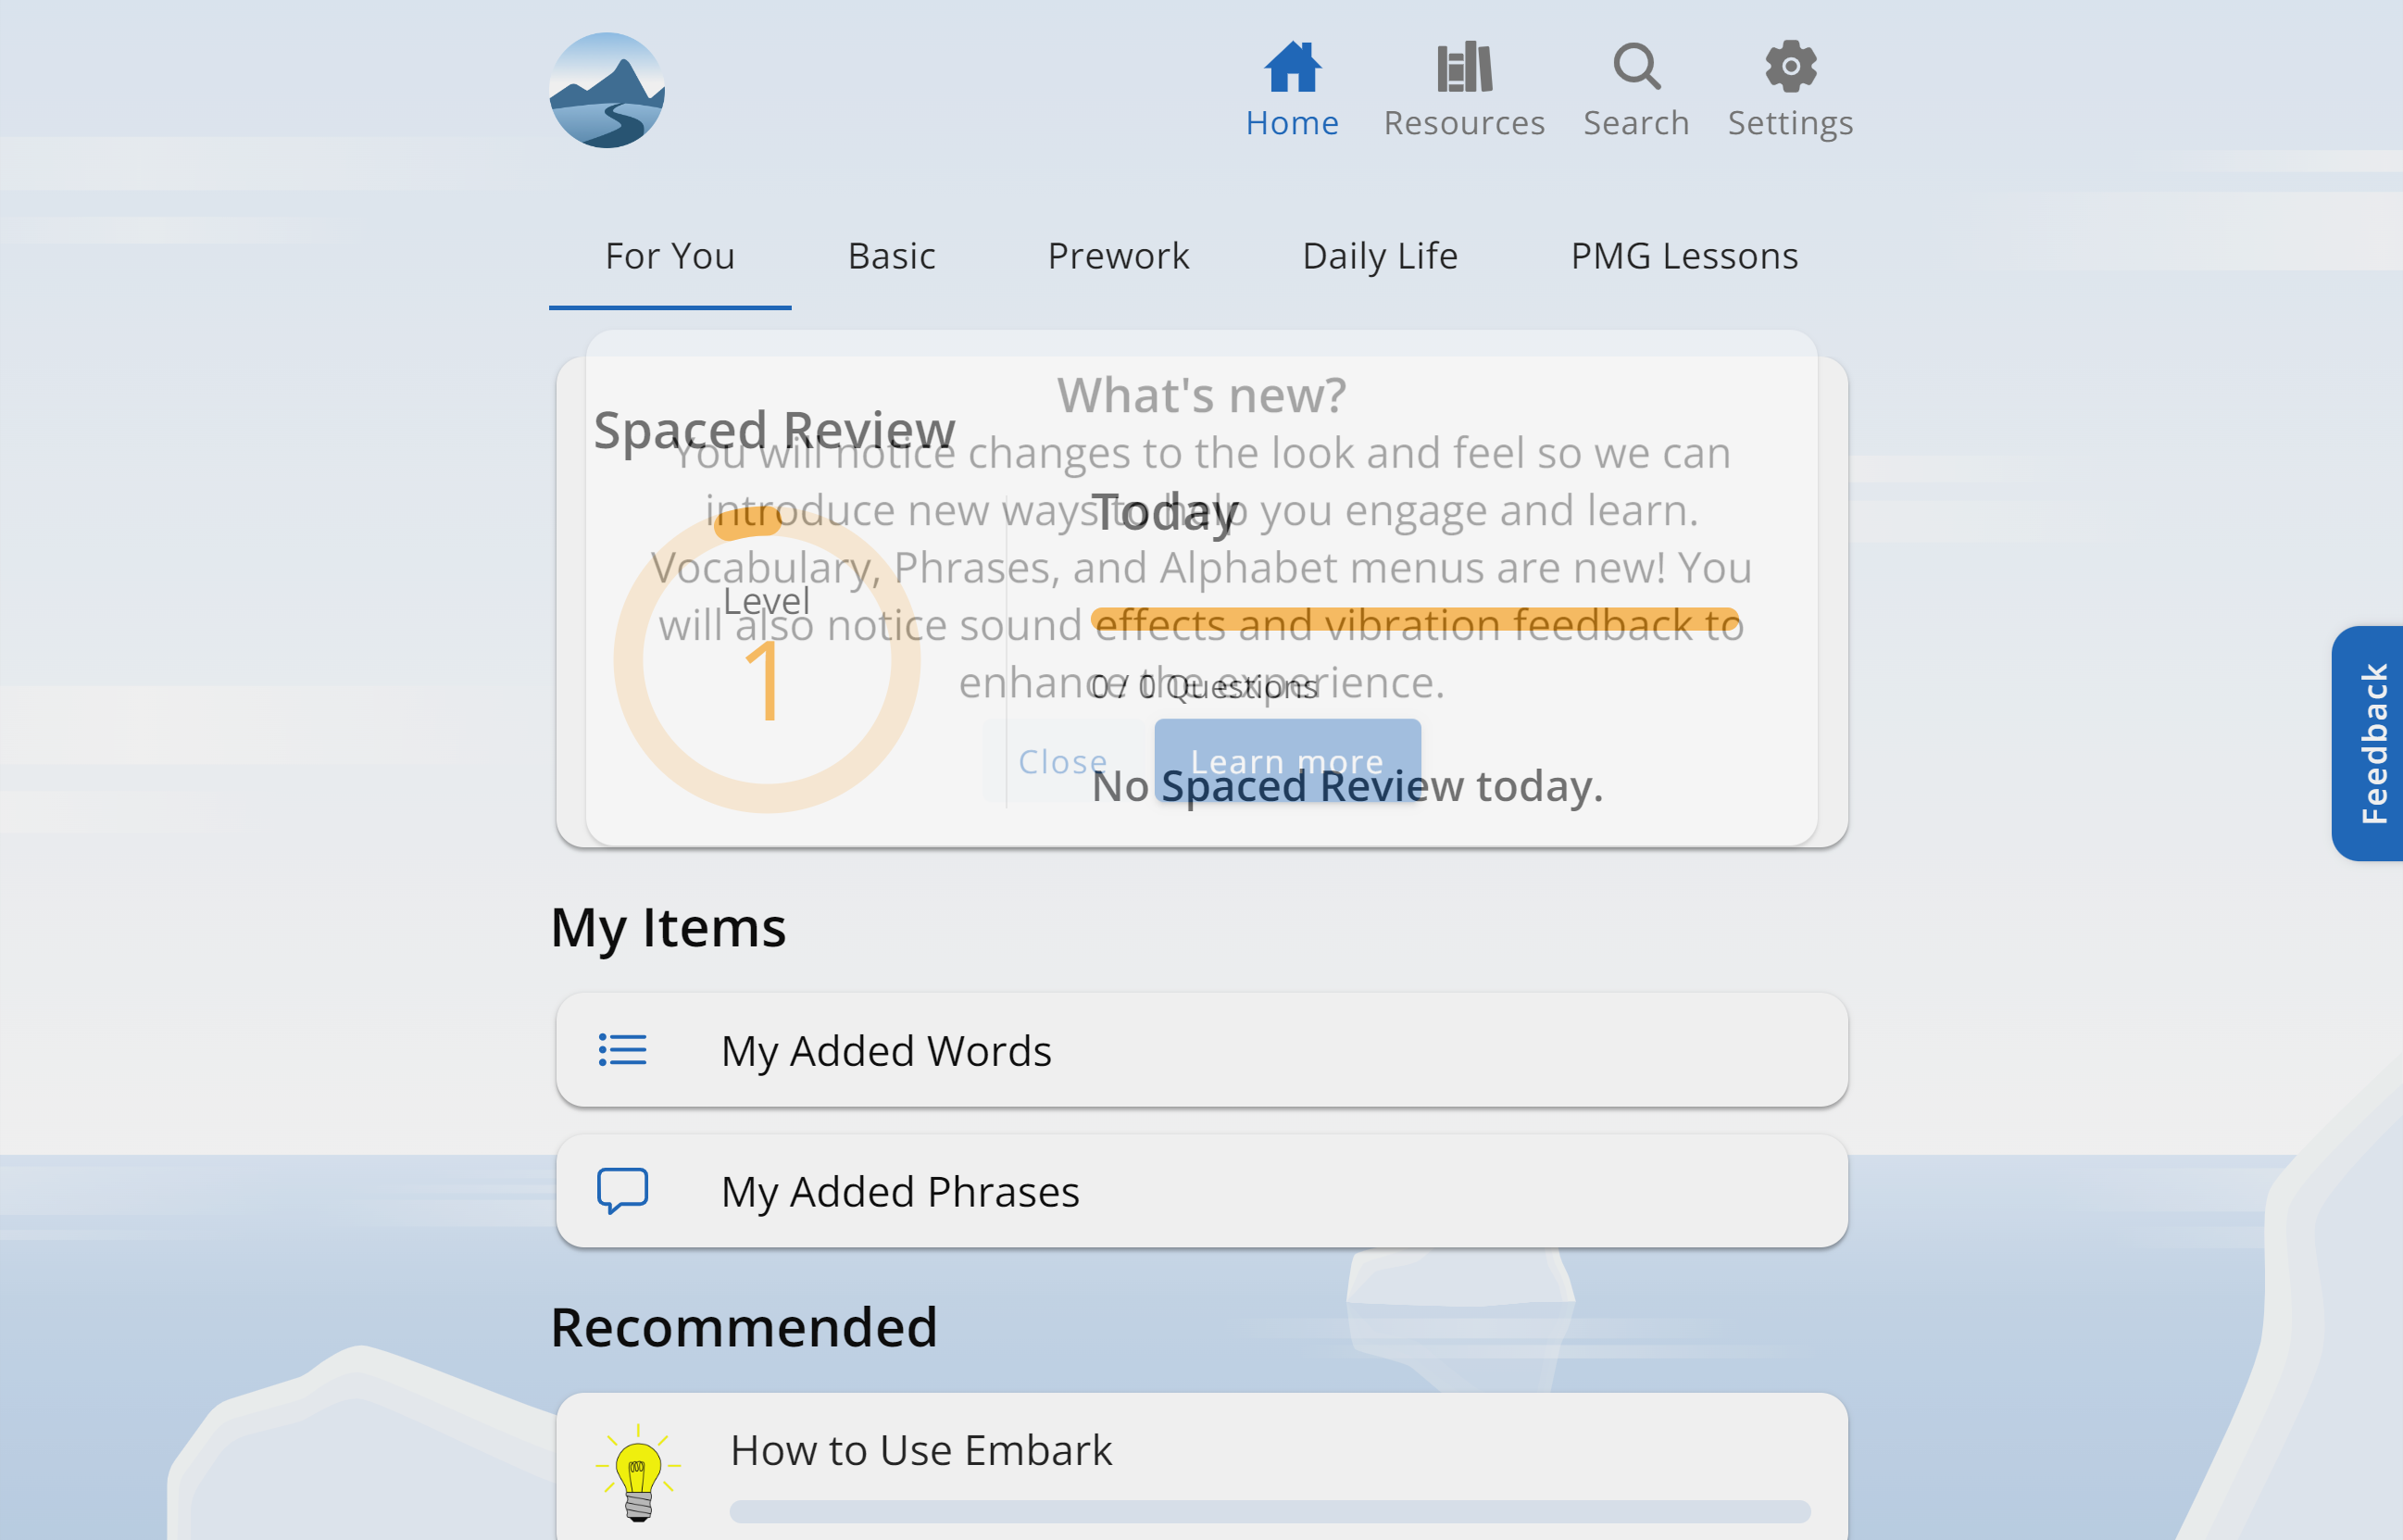 Home
Resources
Search
Settings
For You
Basic
Prework
Daily Life
PMG Lessons
What's new?
You will notice changes to the look and feel so we can
introduce new ways to help you engage and learn.
Vocabulary, Phrases, and Alphabet menus are new! You
will also notice sound effects and vibration feedback to
enhance the experience.
Close
Learn more
Spaced Review
Level
1
Today
0 / 0 Questions
No Spaced Review today.
Feedback
My Items
My Added Words
My Added Phrases
Recommended
How to Use Embark